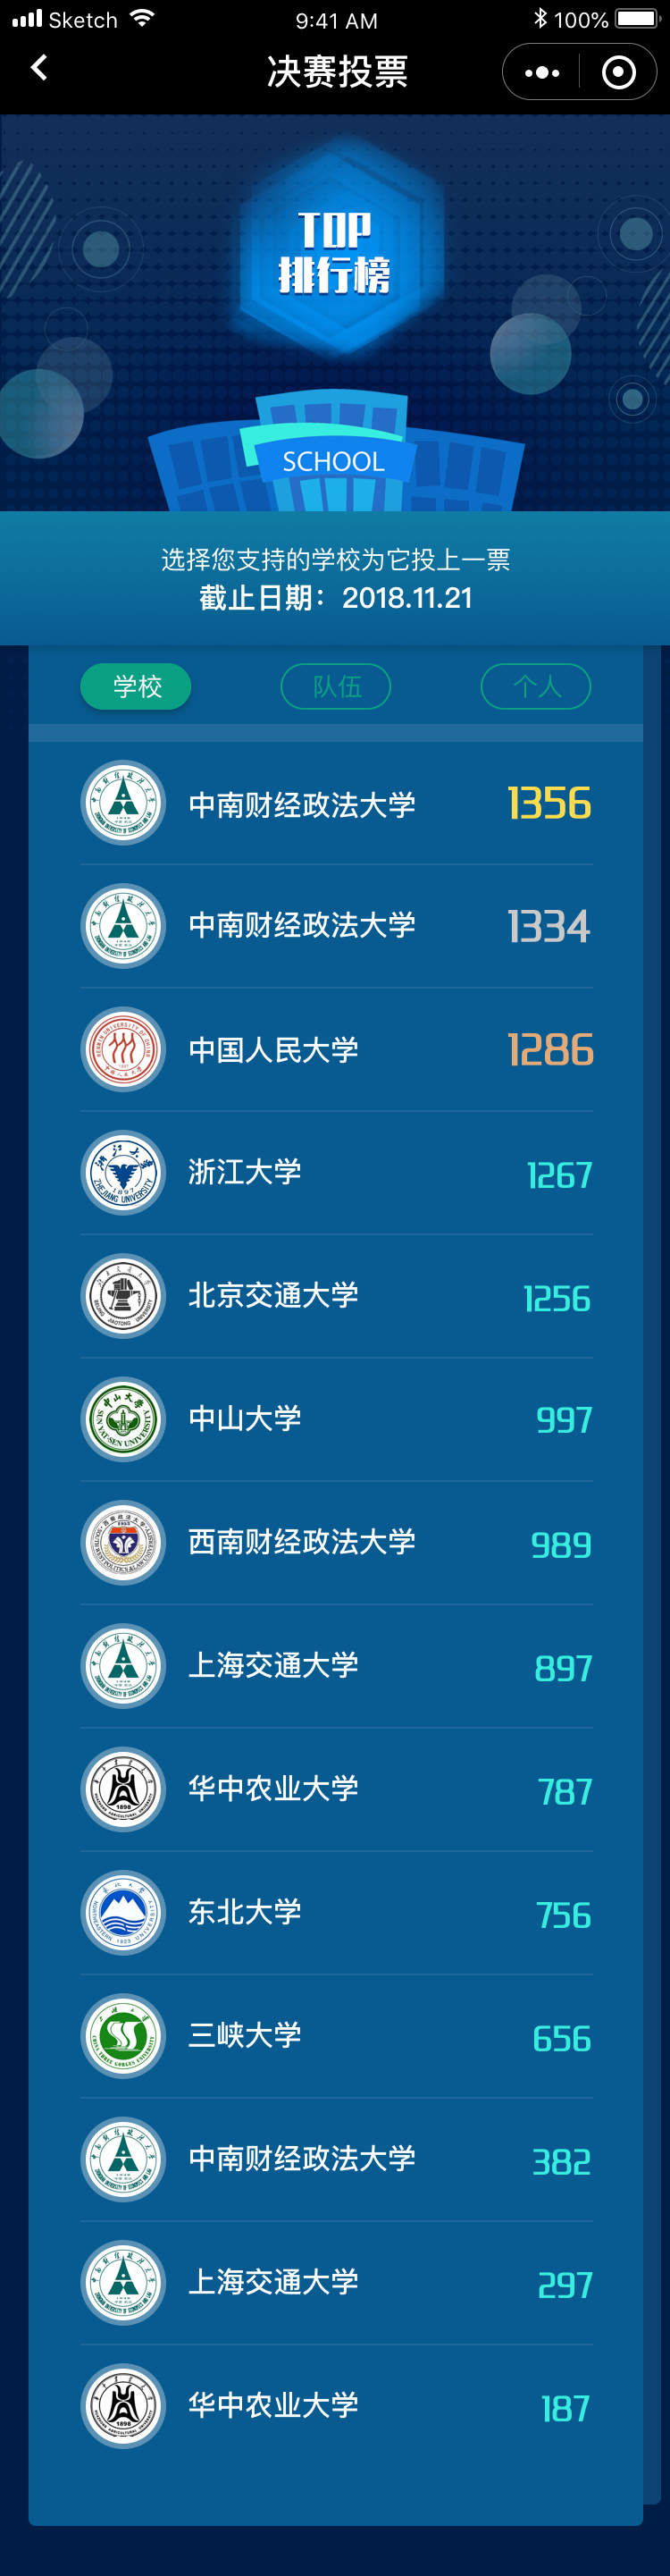 Sketch 9:41 AM 100%
决赛投票
TOP
排行榜
SCHOOL
选择您支持的学校为它投上一票
截止日期：2018.11.21
学校 队伍 个人
中南财经政法大学 1356
中南财经政法大学 1334
中国人民大学 1286
浙江大学 1267
北京交通大学 1256
中山大学 997
西南财经政法大学 989
上海交通大学 897
华中农业大学 787
东北大学 756
三峡大学 656
中南财经政法大学 382
上海交通大学 297
华中农业大学 187